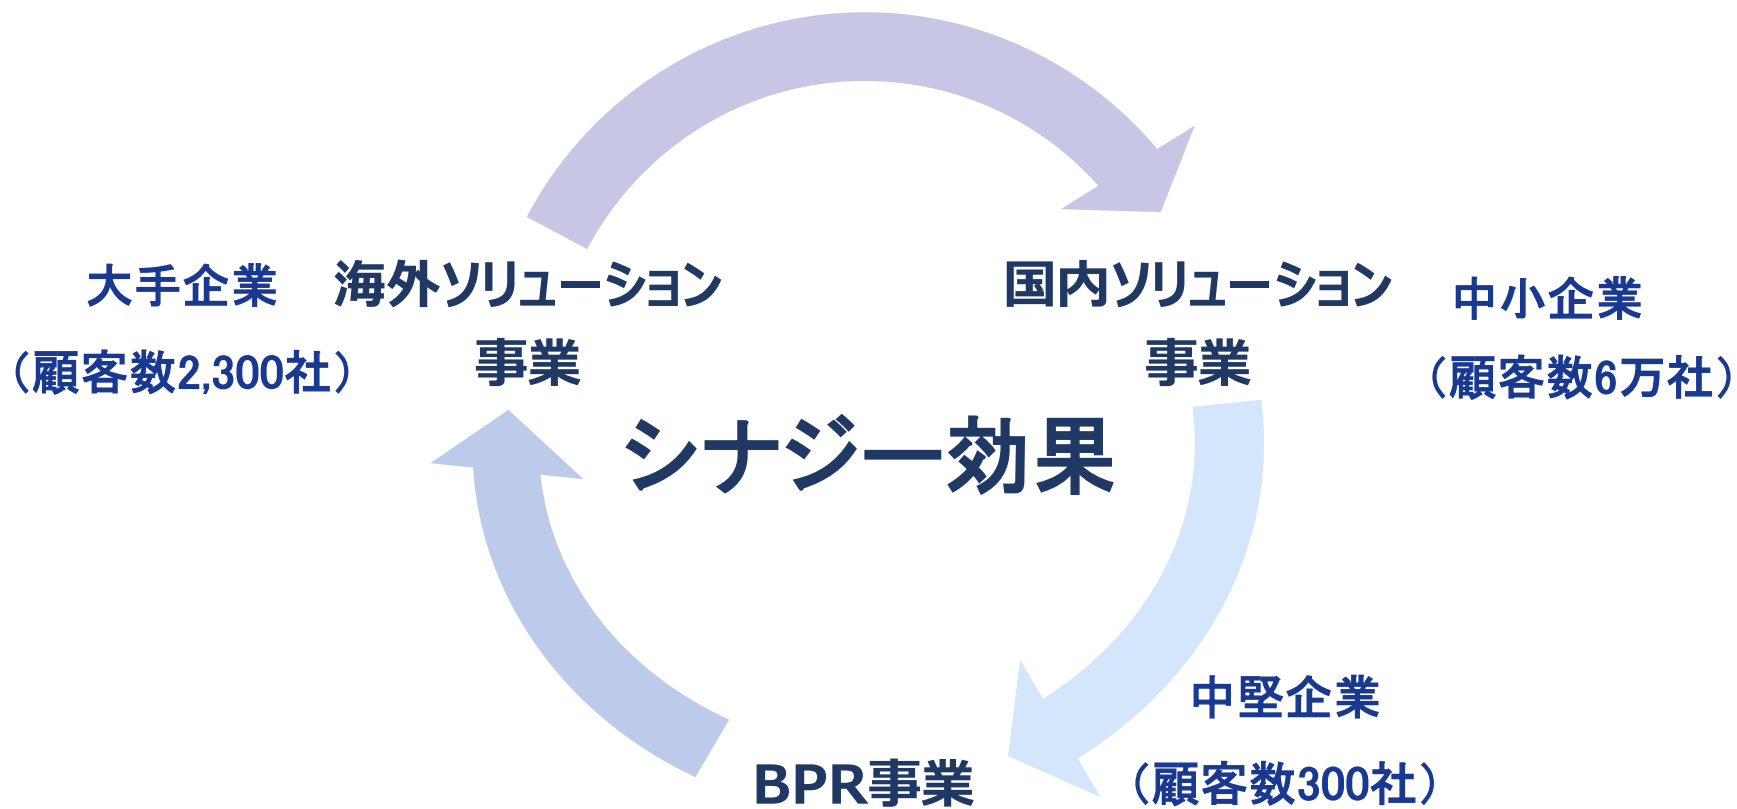 大手企業
(顧客数2,300社)
海外ソリューション
事業
国内ソリューション
事業
中小企業
(顧客数6万社)
シナジー効果
中堅企業
(顧客数300社)
BPR事業